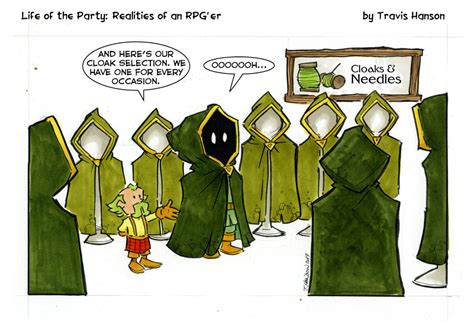 Life of the Party: Realities of an RPG'er
by Travis Hanson
AND HERE'S OUR
CLOAK SELECTION. WE
HAVE ONE FOR EVERY
OCCASION.
OOOOOOH...
Cloaks &
Needles